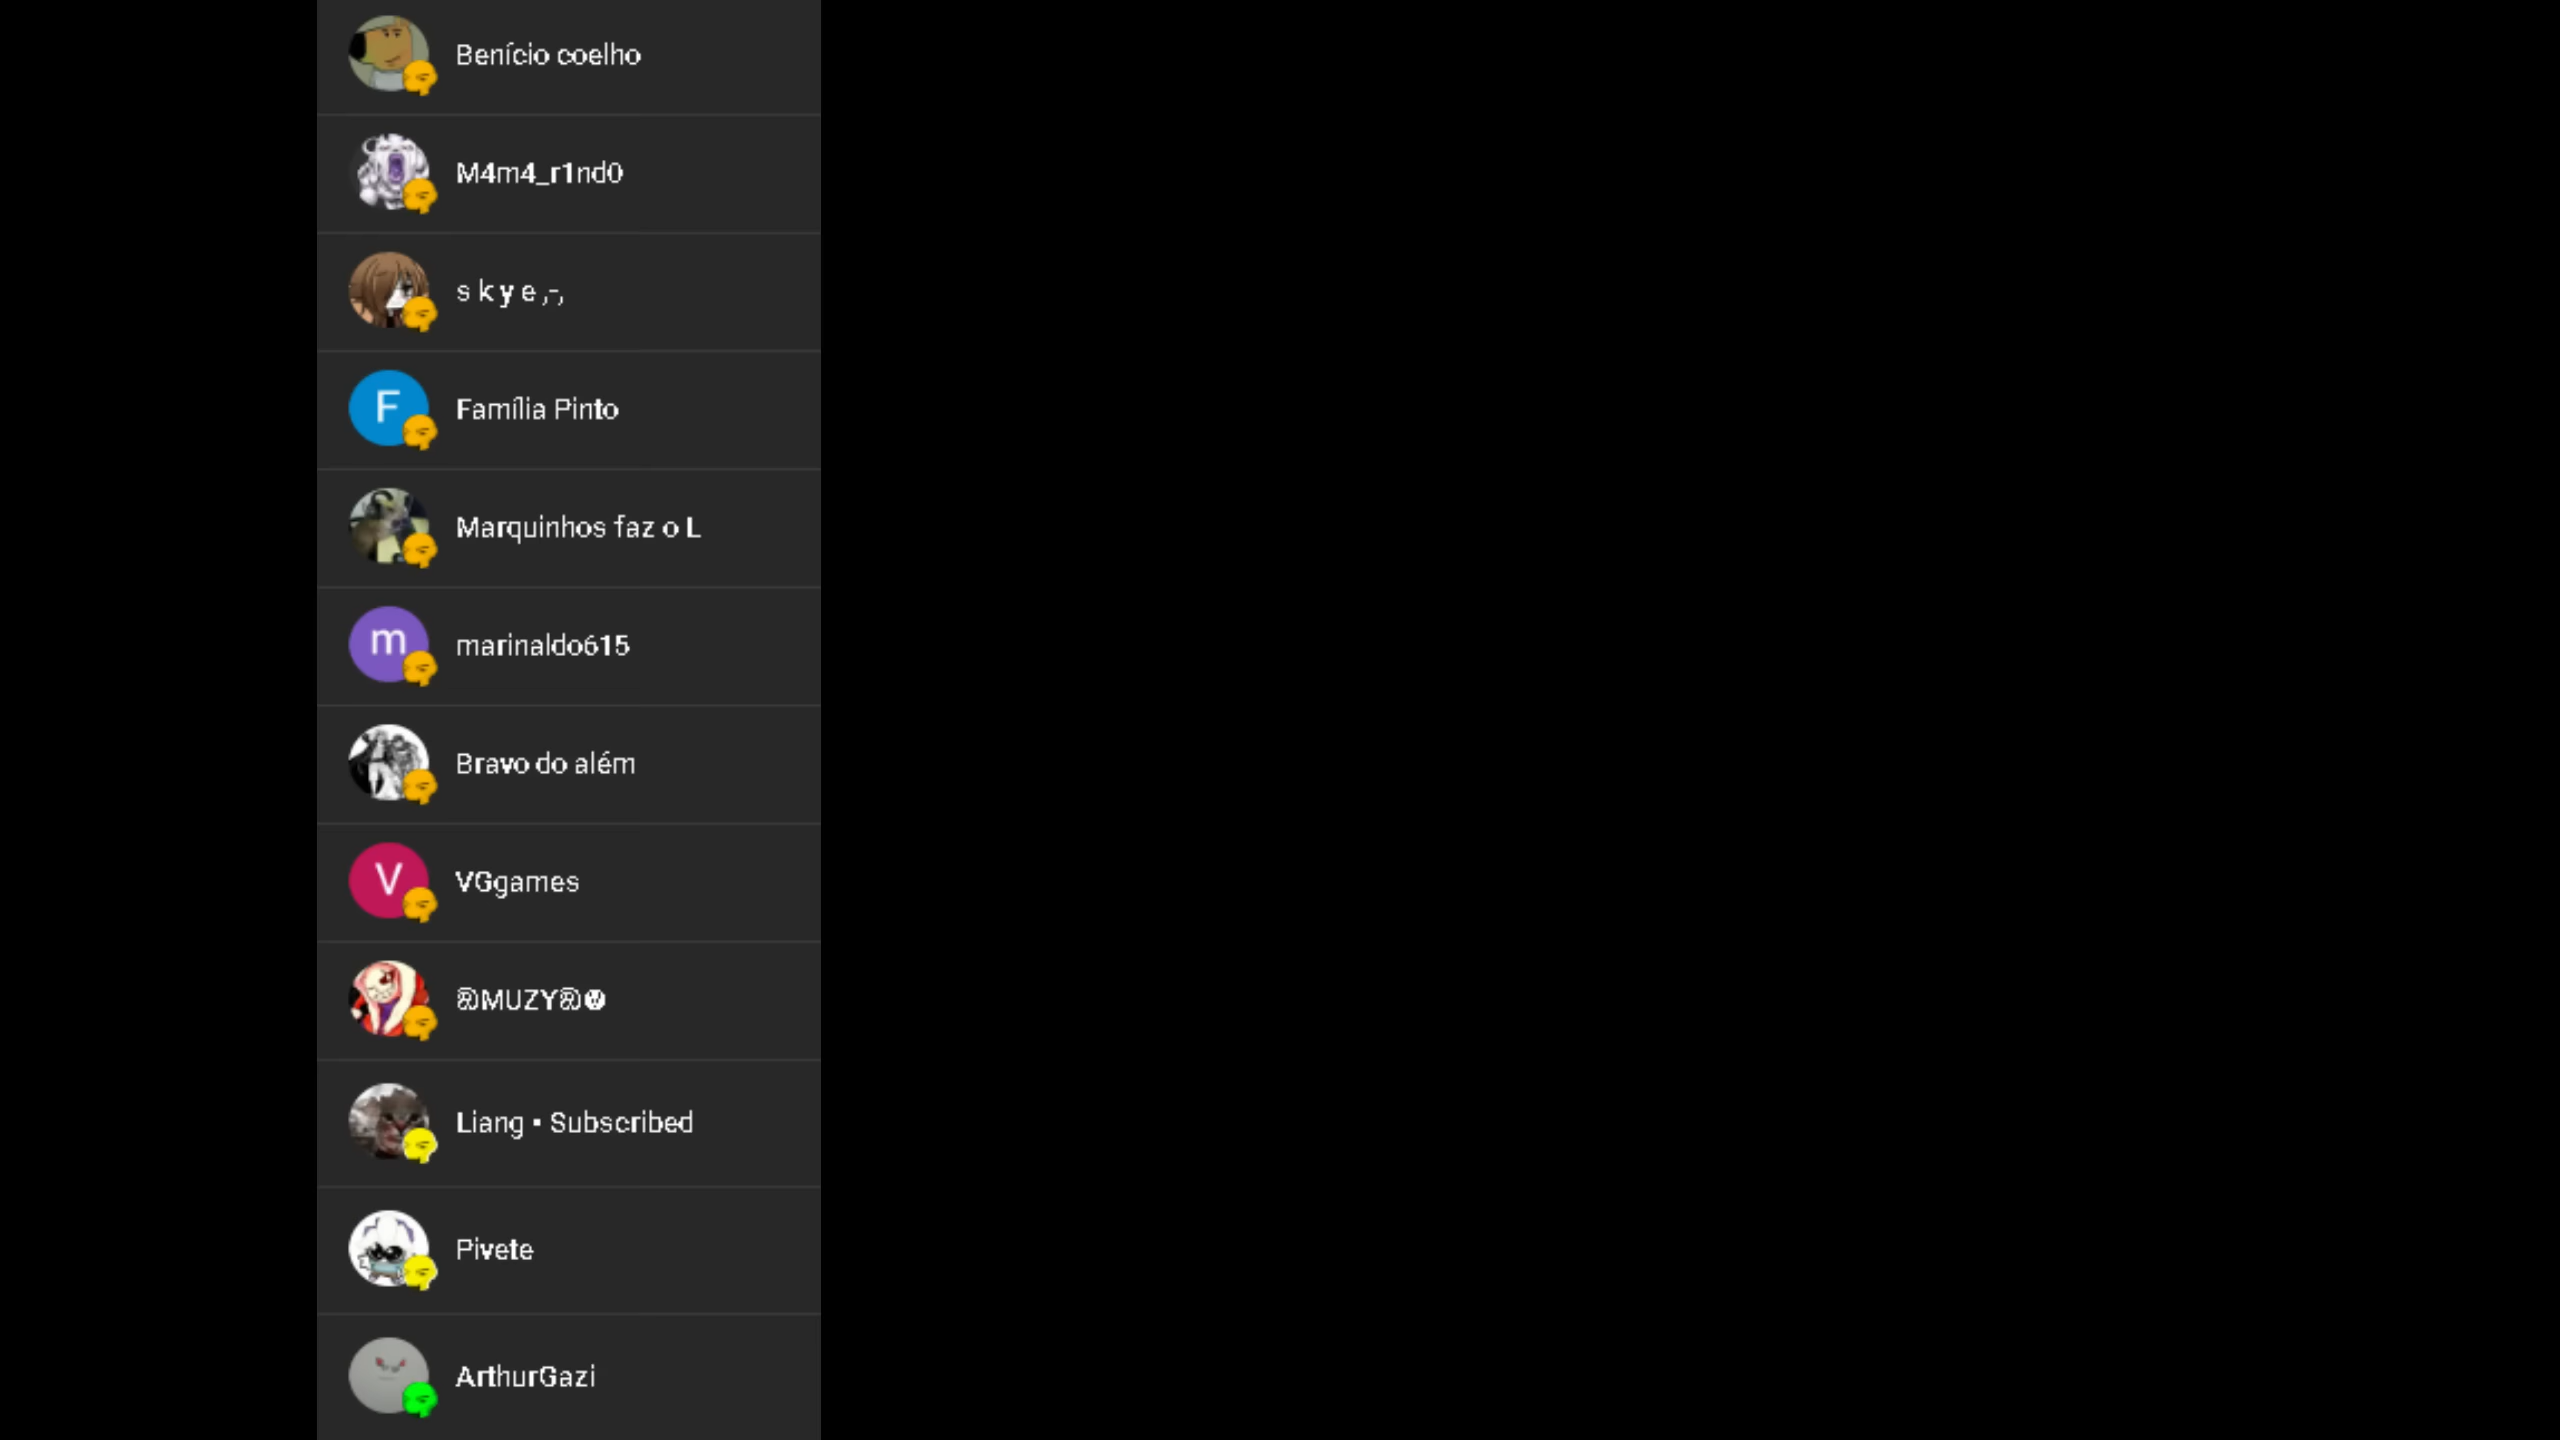 Benício coelho
M4m4_r1nd0
s k y e ,-,
F
Família Pinto
Marquinhos faz o L
m
marinaldo615
Bravo do além
V
VGgames
MUZY
Liang • Subscribed
Pivete
ArthurGazi